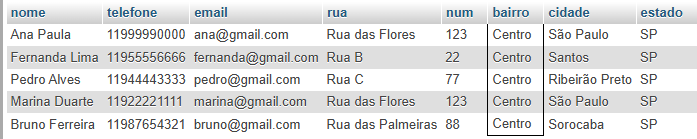 nome telefone email rua num bairro cidade estado
Ana Paula 11999990000 ana@gmail.com Rua das Flores 123 Centro São Paulo SP
Fernanda Lima 11955556666 fernanda@gmail.com Rua B 22 Centro Santos SP
Pedro Alves 11944443333 pedro@gmail.com Rua C 77 Centro Ribeirão Preto SP
Marina Duarte 11922221111 marina@gmail.com Rua das Flores 123 Centro São Paulo SP
Bruno Ferreira 11987654321 bruno@gmail.com Rua das Palmeiras 88 Centro Sorocaba SP